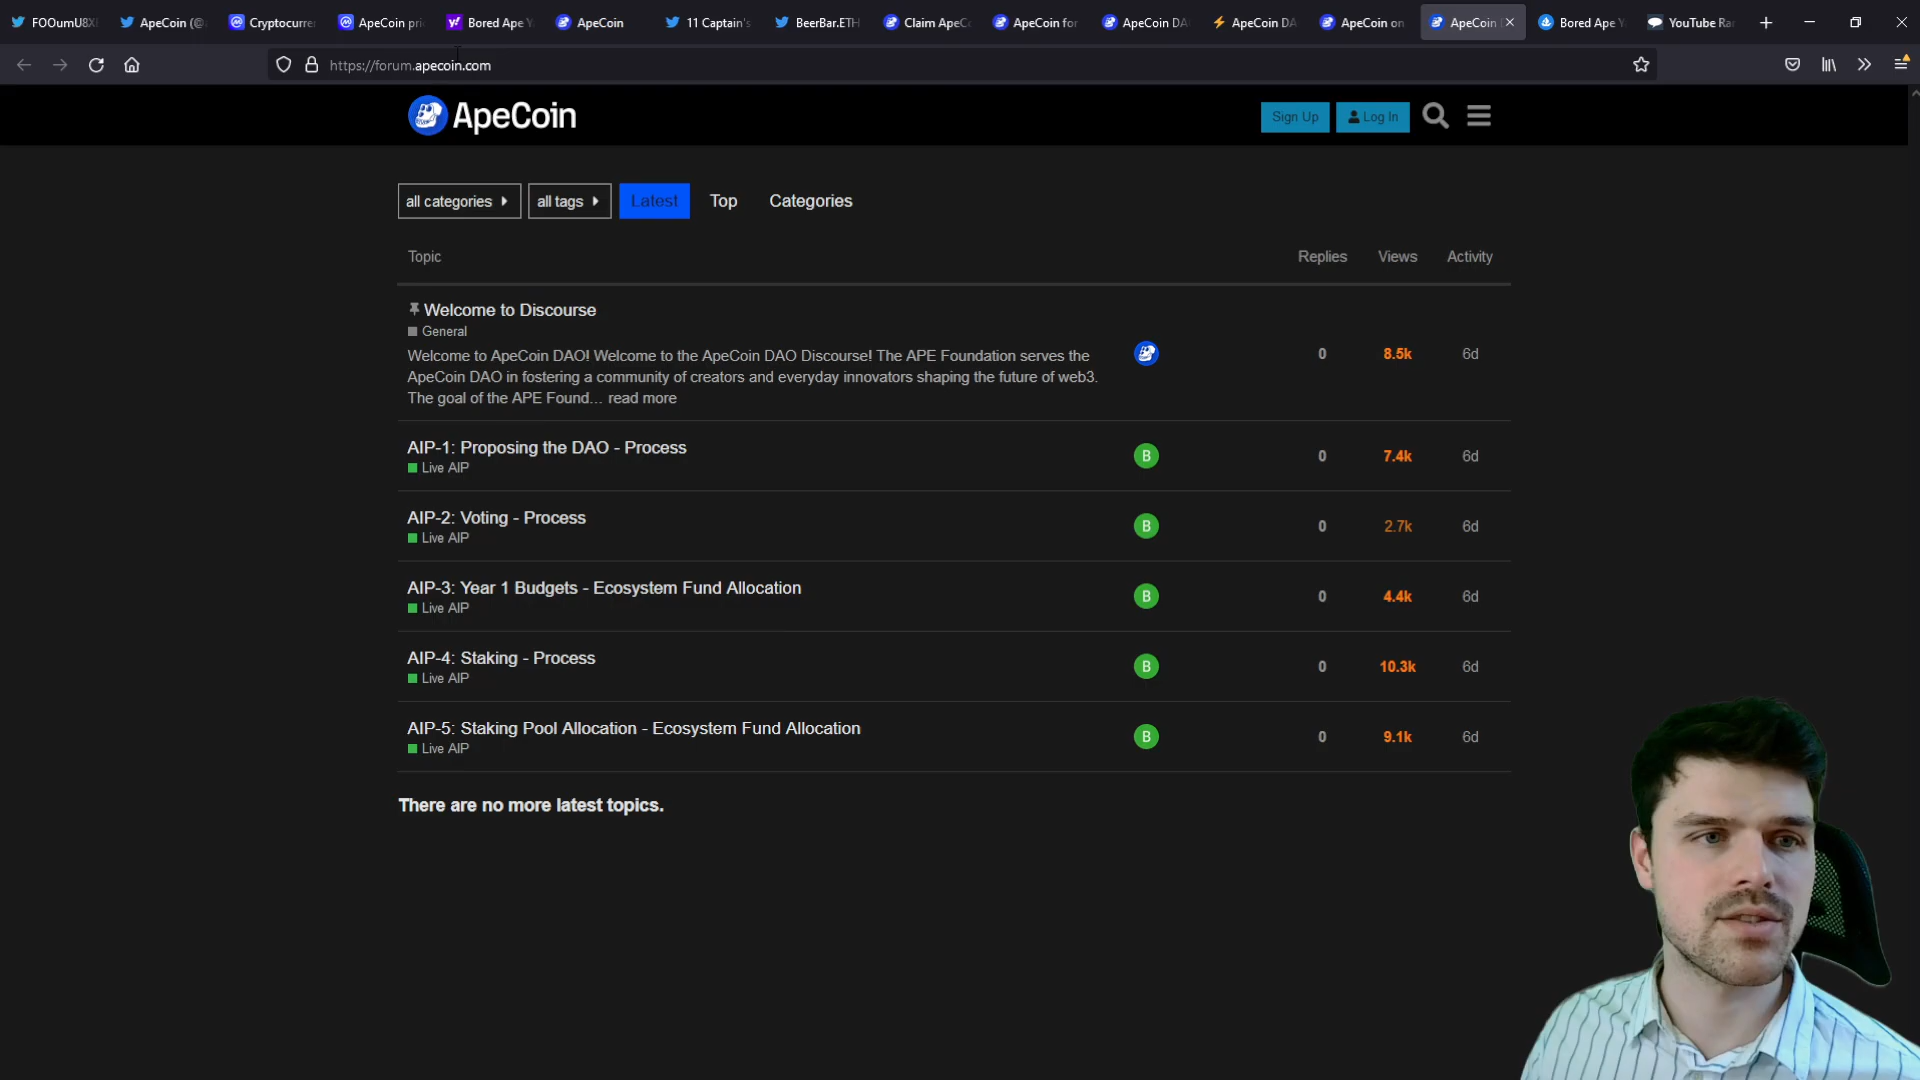 FOOumU8X
ApeCoin (@
Cryptocurre
ApeCoin pri
Bored Ape Y
ApeCoin
11 Captain's
BeerBar.ETH
Claim ApeC
ApeCoin for
ApeCoin DA
ApeCoin DA
ApeCoin on
ApeCoin
Bored Ape Y
YouTube Ra
https://forum.apecoin.com
ApeCoin
Sign Up
Log In
all categories
all tags
Latest
Top
Categories
Topic
Replies
Views
Activity
Welcome to Discourse
General
Welcome to ApeCoin DAO! Welcome to the ApeCoin DAO Discourse! The APE Foundation serves the
ApeCoin DAO in fostering a community of creators and everyday innovators shaping the future of web3.
The goal of the APE Found… read more
0
8.5k
6d
AIP-1: Proposing the DAO - Process
Live AIP
B
0
7.4k
6d
AIP-2: Voting - Process
Live AIP
B
0
2.7k
6d
AIP-3: Year 1 Budgets - Ecosystem Fund Allocation
Live AIP
B
0
4.4k
6d
AIP-4: Staking - Process
Live AIP
B
0
10.3k
6d
AIP-5: Staking Pool Allocation - Ecosystem Fund Allocation
Live AIP
B
0
9.1k
6d
There are no more latest topics.